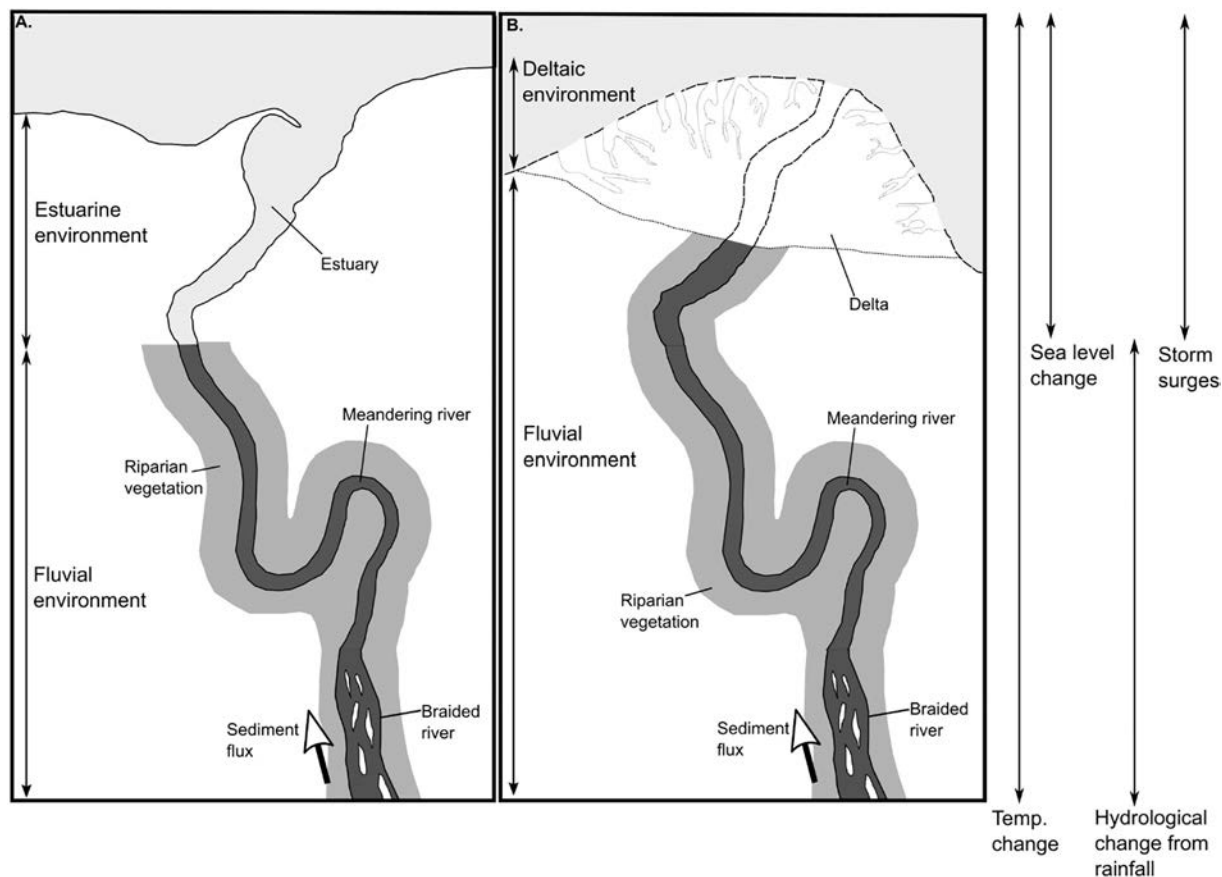 A.
Estuarine
environment
Estuary
Meandering river
Riparian
vegetation
Fluvial
environment
Sediment
flux
Braided
river
B.
Deltaic
environment
Delta
Fluvial
environment
Meandering river
Riparian
vegetation
Sediment
flux
Braided
river
Sea level
change
Storm
surges
Temp.
change
Hydrological
change from
rainfall